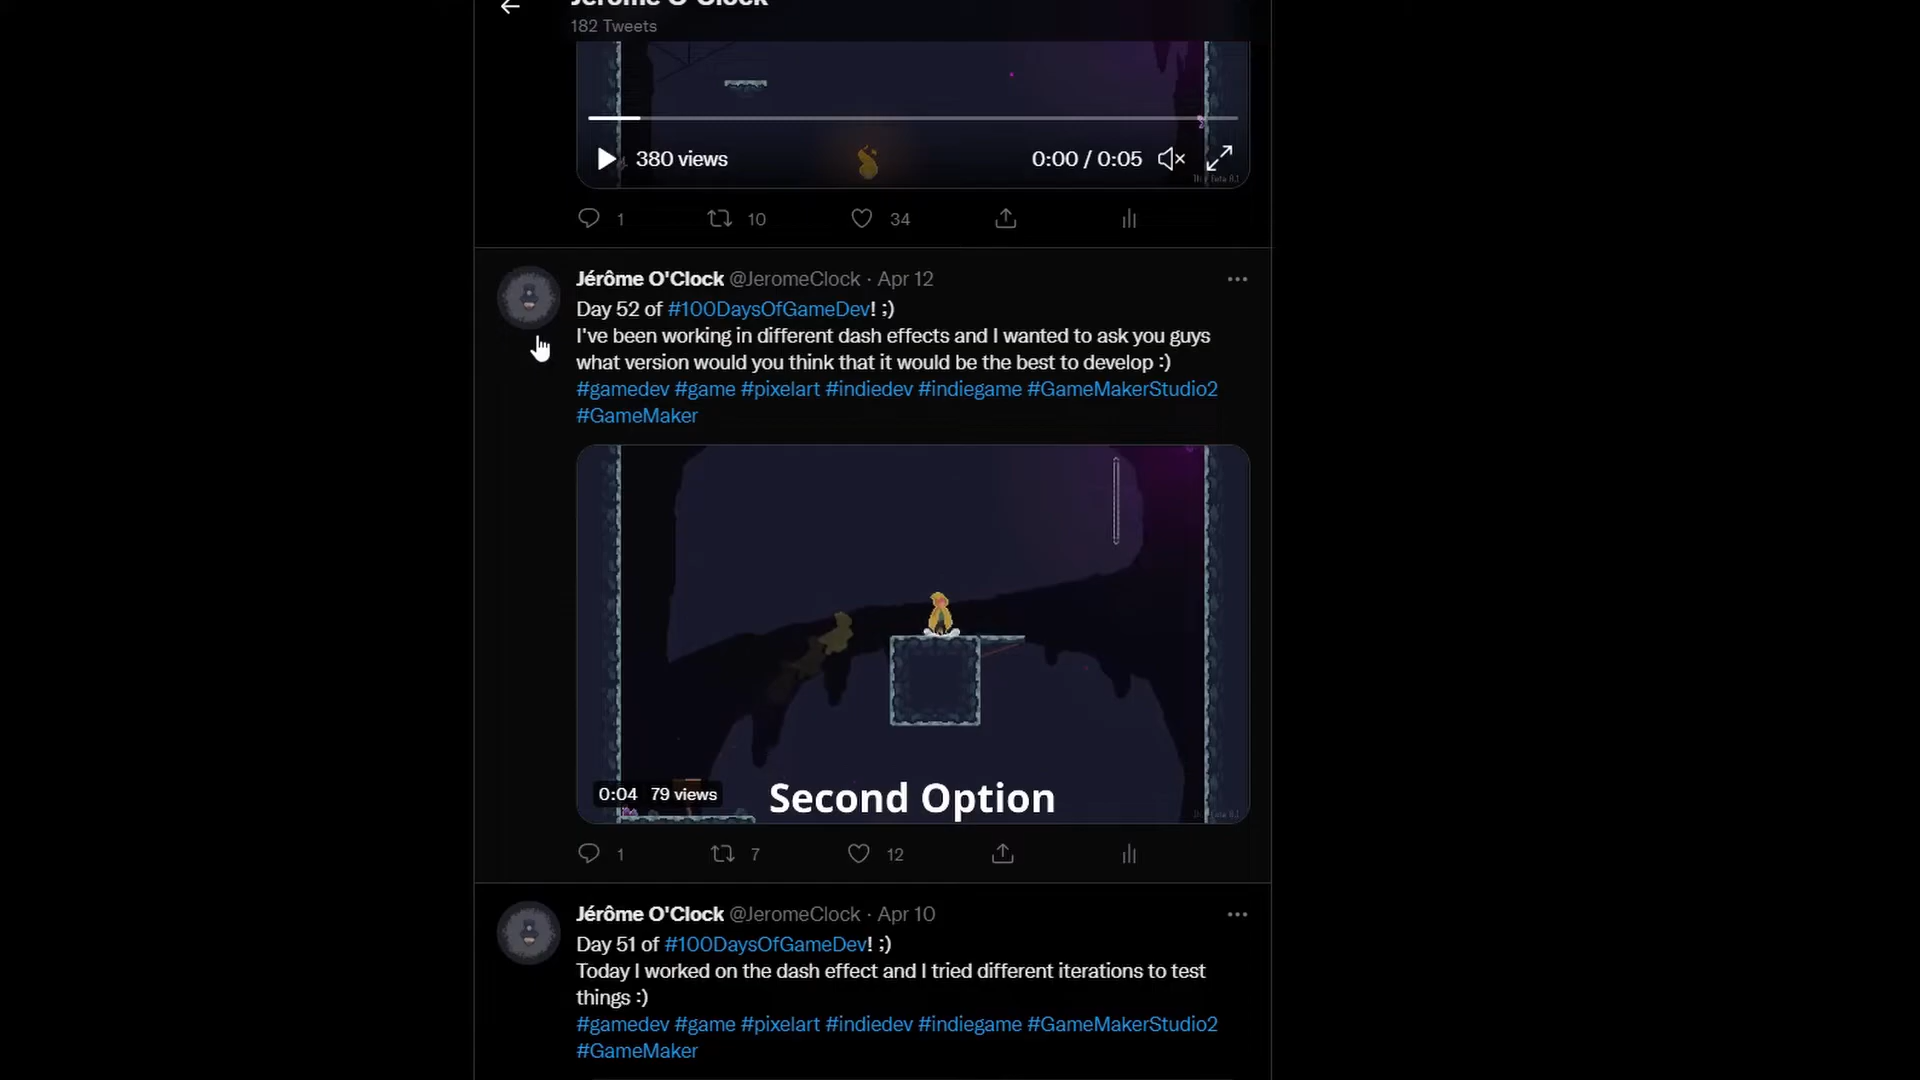 Jérôme O'Clock
182 Tweets
380 views
0:00 / 0:05
1
10
34
Jérôme O'Clock @JeromeClock · Apr 12
Day 52 of #100DaysOfGameDev! ;)
I've been working in different dash effects and I wanted to ask you guys
what version would you think that it would be the best to develop :)
#gamedev #game #pixelart #indiedev #indiegame #GameMakerStudio2
#GameMaker
0:04 79 views
Second Option
1
7
12
Jérôme O'Clock @JeromeClock · Apr 10
Day 51 of #100DaysOfGameDev! ;)
Today I worked on the dash effect and I tried different iterations to test
things :)
#gamedev #game #pixelart #indiedev #indiegame #GameMakerStudio2
#GameMaker